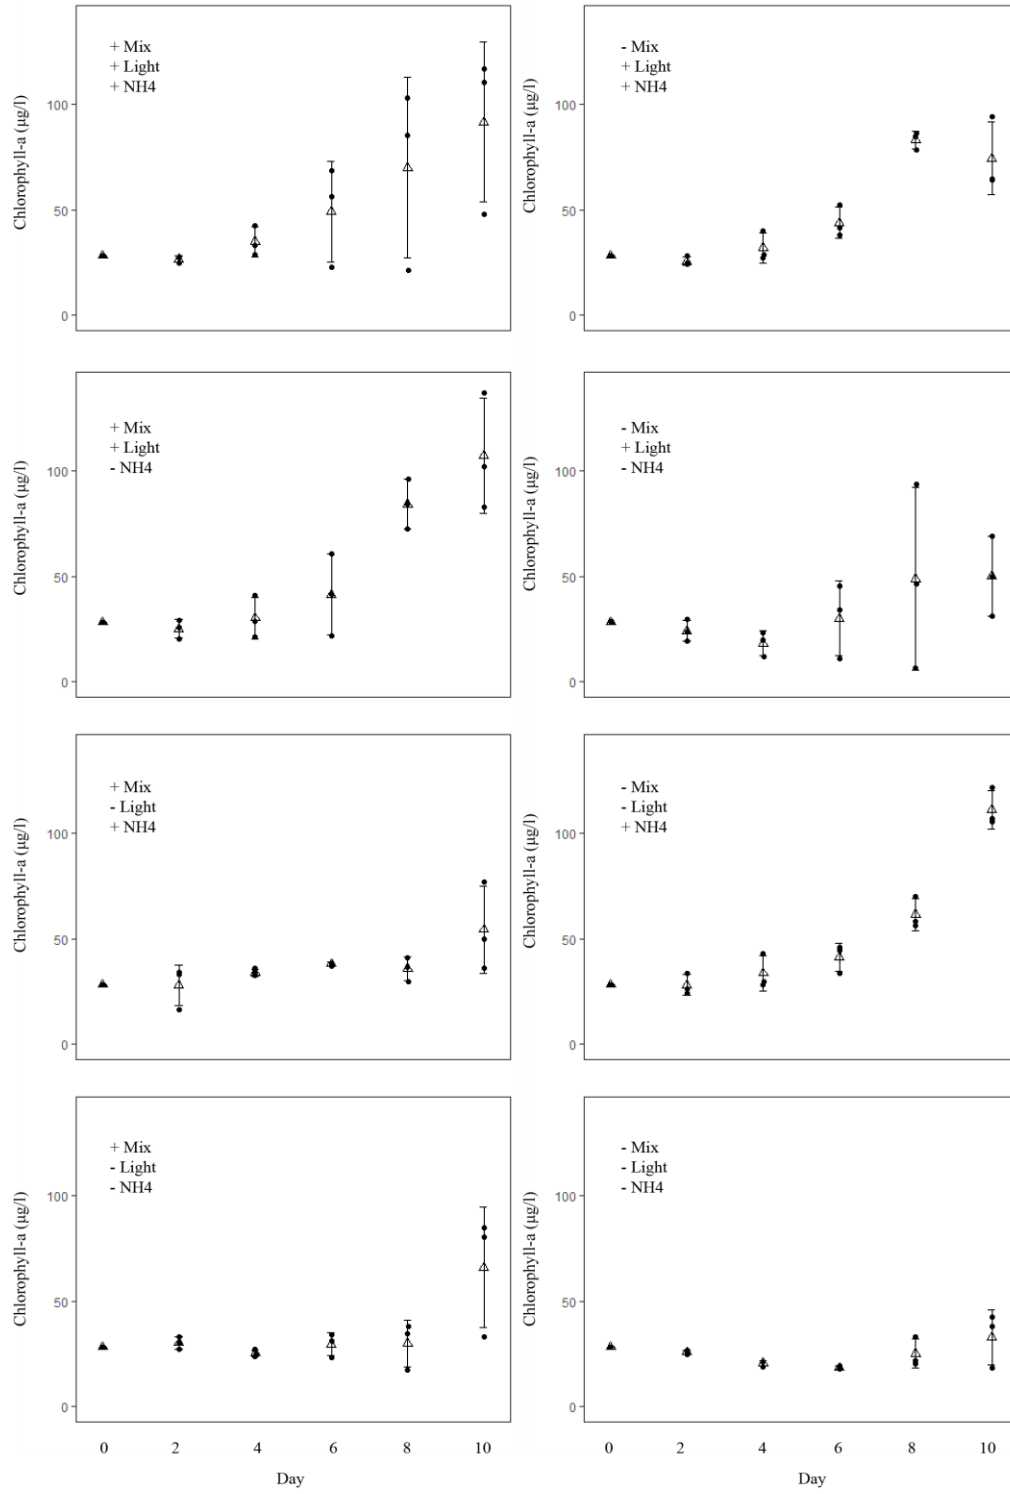 + Mix
+ Light
+ NH4
Chlorophyll-a (µg/l)
100
50
0
- Mix
+ Light
+ NH4
Chlorophyll-a (µg/l)
100
50
0
+ Mix
+ Light
- NH4
Chlorophyll-a (µg/l)
100
50
0
- Mix
+ Light
- NH4
Chlorophyll-a (µg/l)
100
50
0
+ Mix
- Light
+ NH4
Chlorophyll-a (µg/l)
100
50
0
- Mix
- Light
+ NH4
Chlorophyll-a (µg/l)
100
50
0
+ Mix
- Light
- NH4
Chlorophyll-a (µg/l)
100
50
0
0 2 4 6 8 10
Day
- Mix
- Light
- NH4
Chlorophyll-a (µg/l)
100
50
0
0 2 4 6 8 10
Day